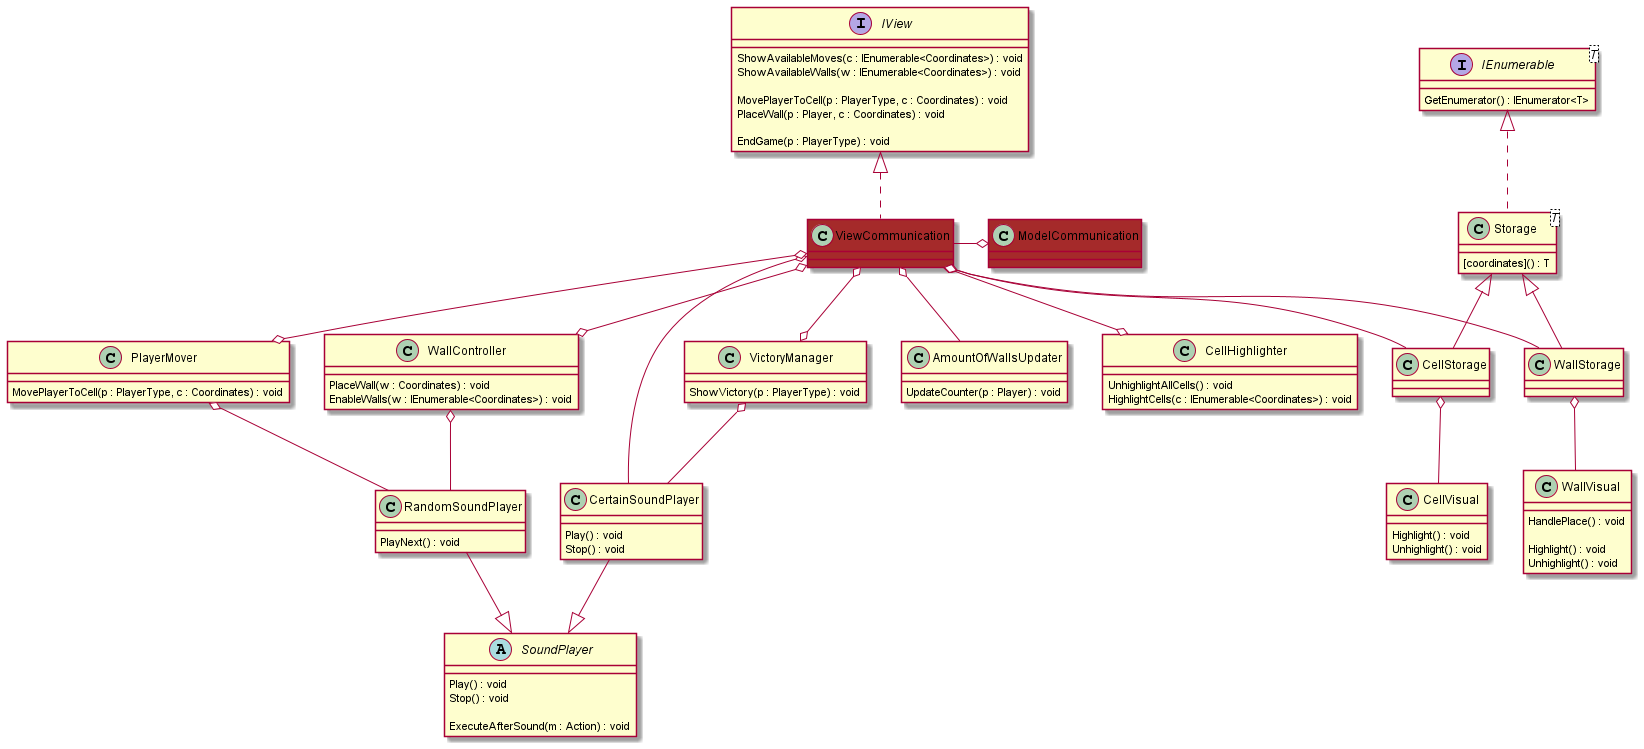 I IView
ShowAvailableMoves(c : IEnumerable<Coordinates>) : void
ShowAvailableWalls(w : IEnumerable<Coordinates>) : void
MovePlayerToCell(p : PlayerType, c : Coordinates) : void
PlaceWall(p : Player, c : Coordinates) : void
EndGame(p : PlayerType) : void
T
I IEnumerable
GetEnumerator() : IEnumerator<T>
C ViewCommunication
C ModelCommunication
T
C Storage
[coordinates]() : T
C PlayerMover
MovePlayerToCell(p : PlayerType, c : Coordinates) : void
C WallController
PlaceWall(w : Coordinates) : void
EnableWalls(w : IEnumerable<Coordinates>) : void
C VictoryManager
ShowVictory(p : PlayerType) : void
C AmountOfWallsUpdater
UpdateCounter(p : Player) : void
C CellHighlighter
UnhighlightAllCells() : void
HighlightCells(c : IEnumerable<Coordinates>) : void
C CellStorage
C WallStorage
C RandomSoundPlayer
PlayNext() : void
C CertainSoundPlayer
Play() : void
Stop() : void
C CellVisual
Highlight() : void
Unhighlight() : void
C WallVisual
HandlePlace() : void
Highlight() : void
Unhighlight() : void
A SoundPlayer
Play() : void
Stop() : void
ExecuteAfterSound(m : Action) : void